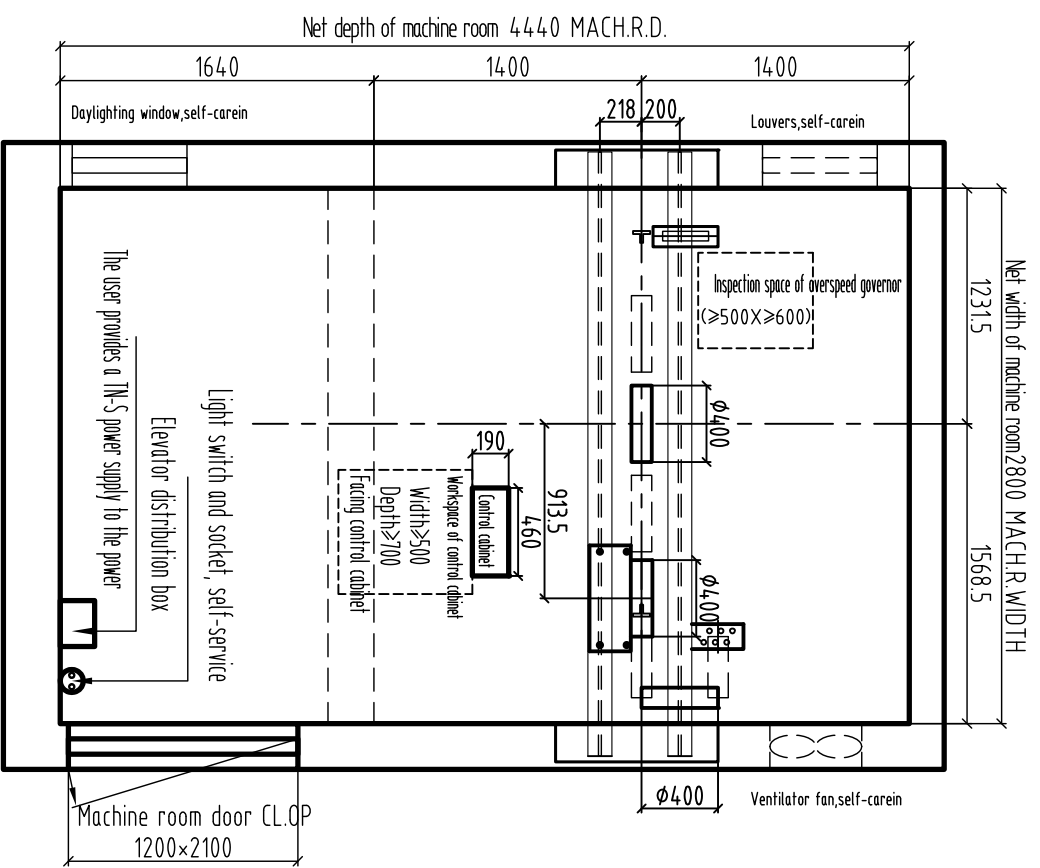 Net depth of machine room 4440 MACH.R.D.
1640
1400
1400
Daylighting window,self-carein
218
200
Louvers,self-carein
Inspection space of overspeed governor
(≥500X≥600)
1231.5
Net width of machine room2800 MACH.R.WIDTH
1568.5
ϕ400
190
913.5
460
Control cabinet
Workspace of control cabinet
Width≥500
Depth≥700
Facing control cabinet
ϕ400
Light switch and socket, self-service
Elevator distribution box
The user provides a TN-S power supply to the power
ϕ400
Ventilator fan,self-carein
Machine room door CL.OP
1200×2100